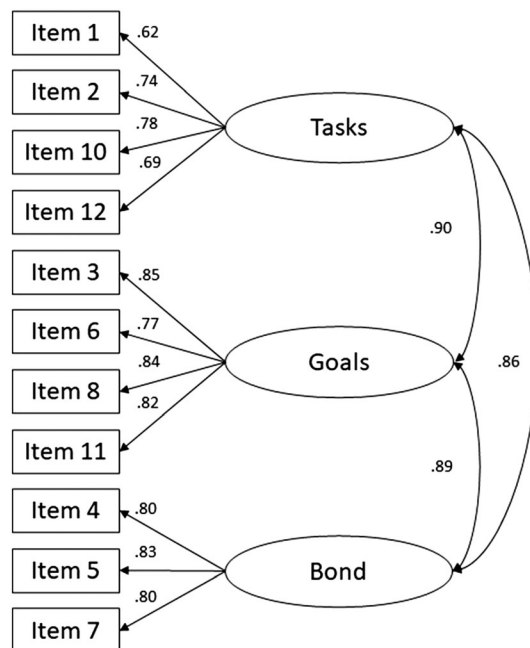 Item 1
.62
Item 2
.74
Item 10
.78
Item 12
.69
Tasks
Item 3
.85
Item 6
.77
Item 8
.84
Item 11
.82
Goals
Item 4
.80
Item 5
.83
Item 7
.80
Bond
.90
.86
.89